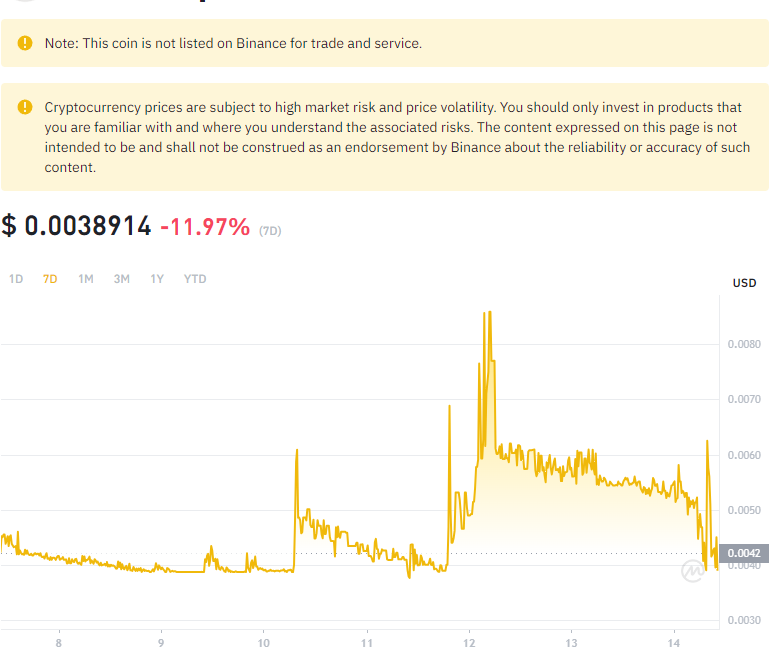 Note: This coin is not listed on Binance for trade and service.
Cryptocurrency prices are subject to high market risk and price volatility. You should only invest in products that
you are familiar with and where you understand the associated risks. The content expressed on this page is not
intended to be and shall not be construed as an endorsement by Binance about the reliability or accuracy of such
content.
$ 0.0038914 -11.97% (7D)
1D 7D 1M 3M 1Y YTD
USD
0.0080
0.0070
0.0060
0.0050
0.0042
0.0040
0.0030
8 9 10 11 12 13 14